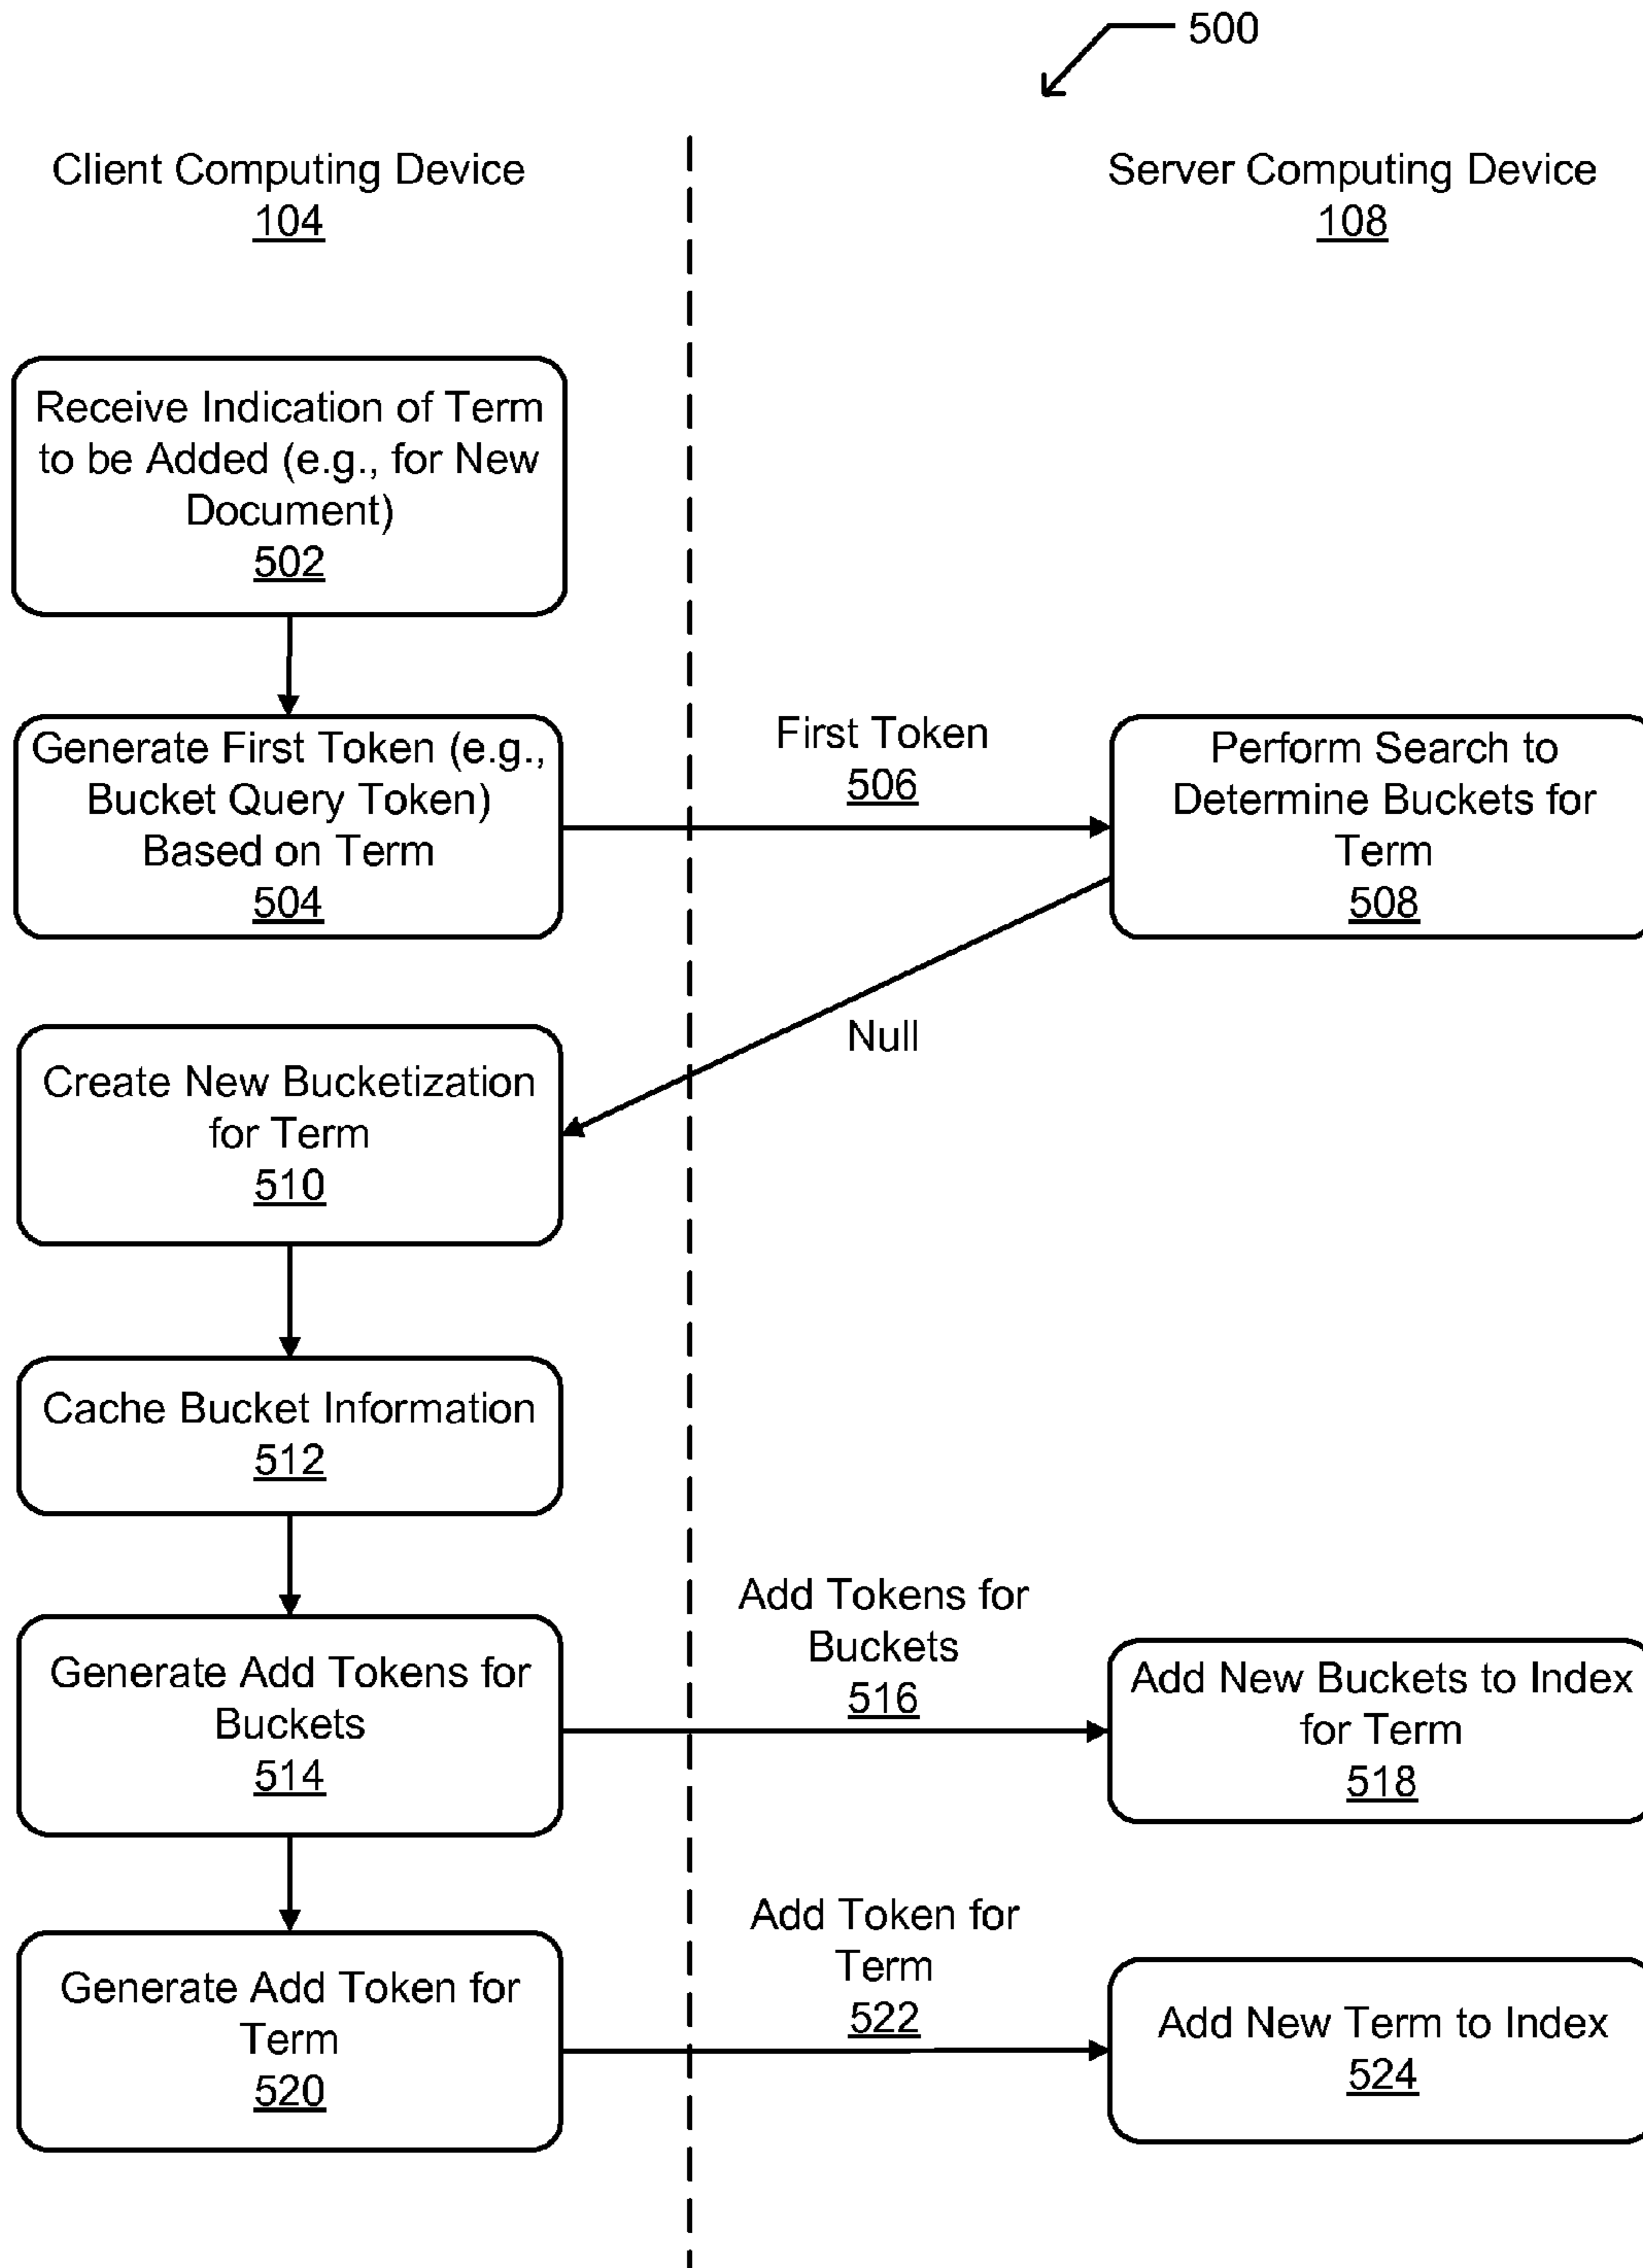 500
Client Computing Device
104
Server Computing Device
108
Receive Indication of Term
to be Added (e.g., for New
Document)
502
Generate First Token (e.g.,
Bucket Query Token)
Based on Term
504
First Token
506
Perform Search to
Determine Buckets for
Term
508
Null
Create New Bucketization
for Term
510
Cache Bucket Information
512
Generate Add Tokens for
Buckets
514
Add Tokens for
Buckets
516
Add New Buckets to Index
for Term
518
Generate Add Token for
Term
520
Add Token for
Term
522
Add New Term to Index
524